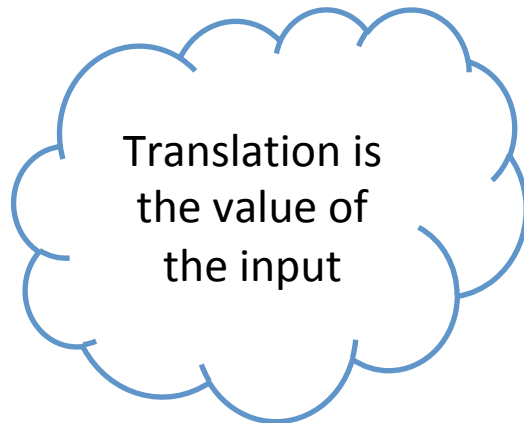 Translation is
the value of
the input